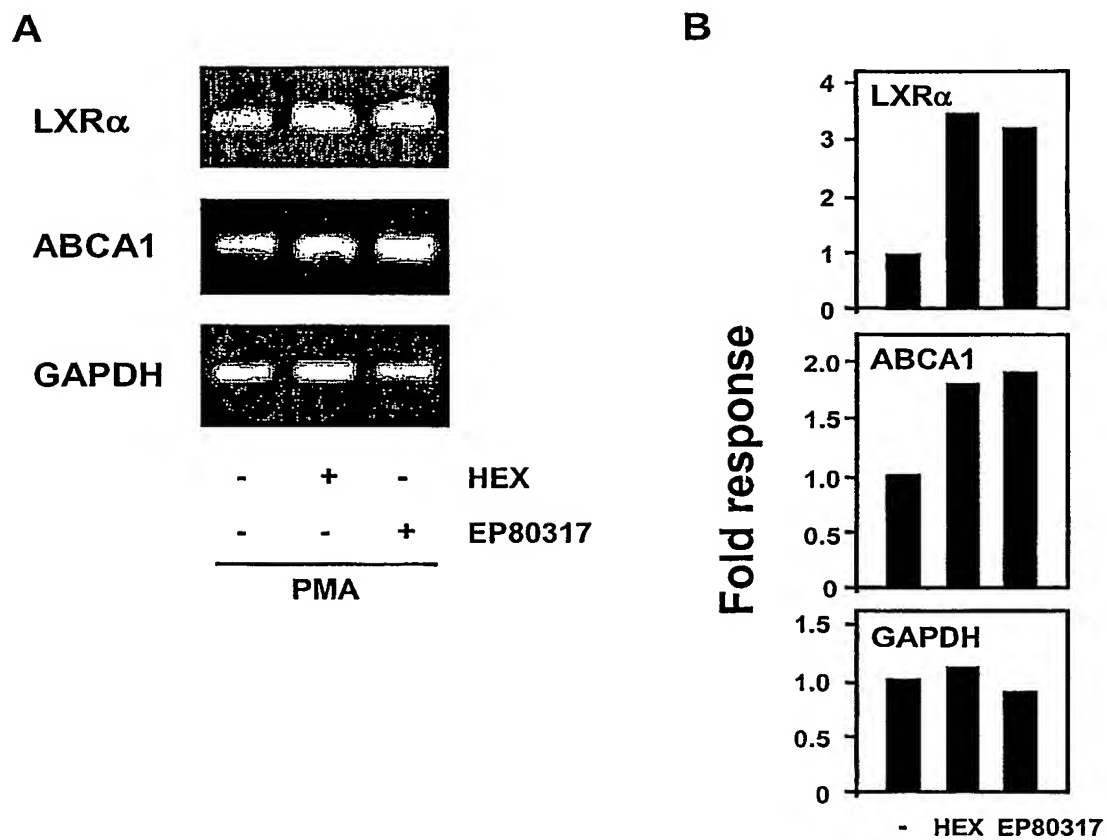 A
LXRα
ABCA1
GAPDH
- + - HEX
- - + EP80317
PMA
B
Fold response
LXRα
4
3
2
1
0
ABCA1
2.0
1.5
1.0
0.5
0
GAPDH
1.5
1.0
0.5
0
- HEX EP80317